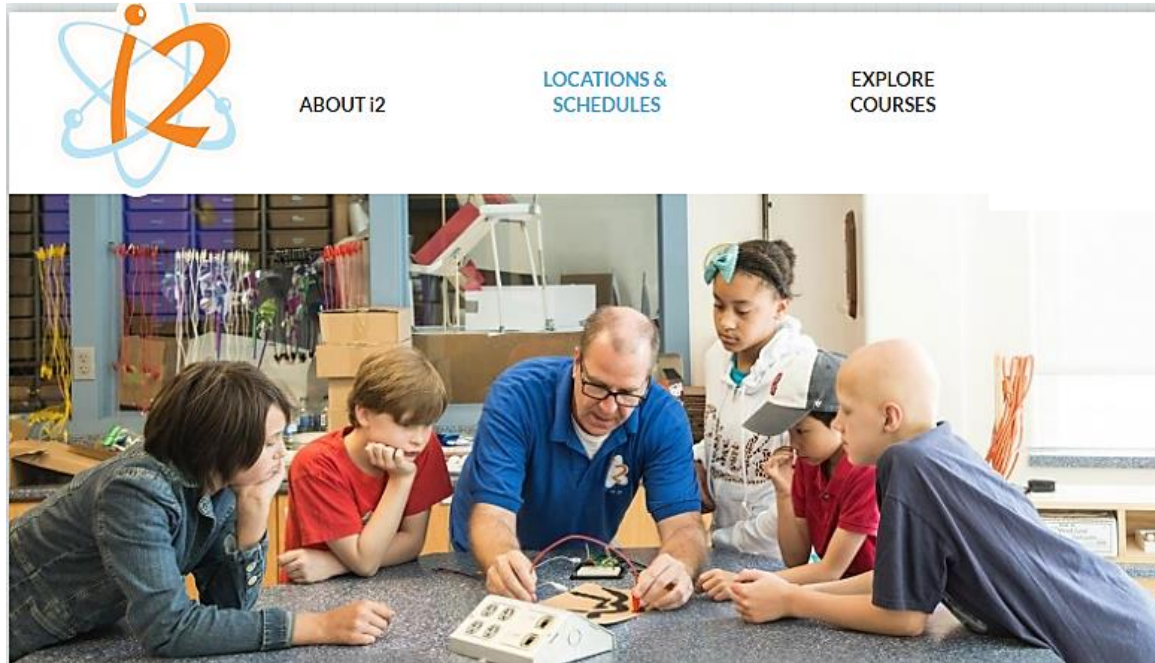 i2
ABOUT i2
LOCATIONS &
SCHEDULES
EXPLORE
COURSES